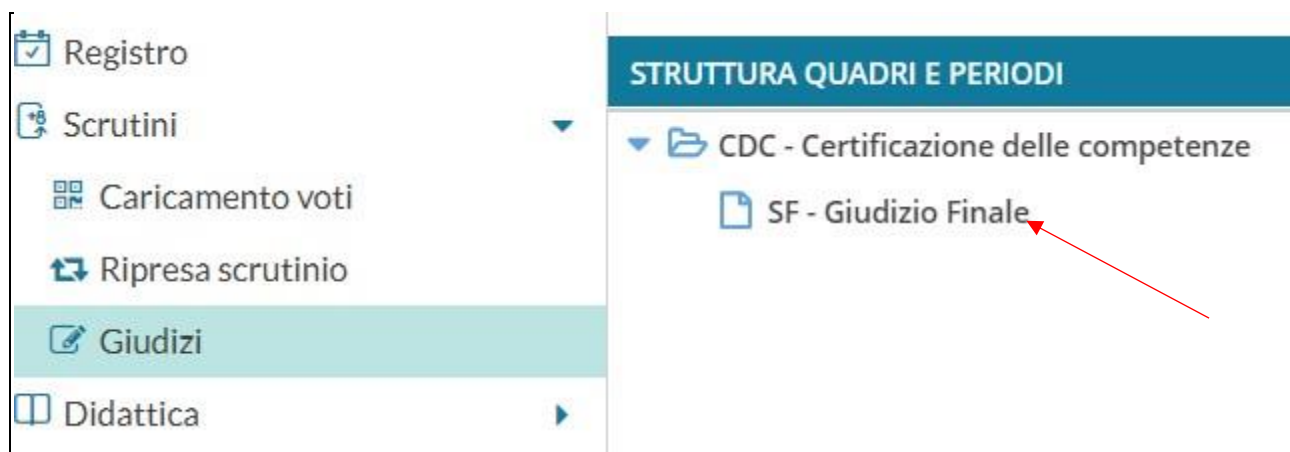 Registro
Scrutini
Caricamento voti
Ripresa scrutinio
Giudizi
Didattica
STRUTTURA QUADRI E PERIODI
CDC - Certificazione delle competenze
SF - Giudizio Finale